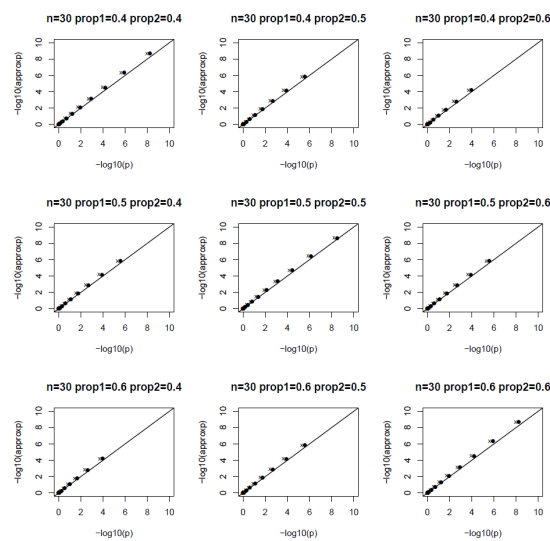 n=30 prop1=0.4 prop2=0.4
−log10(approxp)
10
8
6
4
2
0
0 2 4 6 8 10
−log10(p)
n=30 prop1=0.4 prop2=0.5
−log10(approxp)
10
8
6
4
2
0
0 2 4 6 8 10
−log10(p)
n=30 prop1=0.4 prop2=0.6
−log10(approxp)
10
8
6
4
2
0
0 2 4 6 8 10
−log10(p)
n=30 prop1=0.5 prop2=0.4
−log10(approxp)
10
8
6
4
2
0
0 2 4 6 8 10
−log10(p)
n=30 prop1=0.5 prop2=0.5
−log10(approxp)
10
8
6
4
2
0
0 2 4 6 8 10
−log10(p)
n=30 prop1=0.5 prop2=0.6
−log10(approxp)
10
8
6
4
2
0
0 2 4 6 8 10
−log10(p)
n=30 prop1=0.6 prop2=0.4
−log10(approxp)
10
8
6
4
2
0
0 2 4 6 8 10
−log10(p)
n=30 prop1=0.6 prop2=0.5
−log10(approxp)
10
8
6
4
2
0
0 2 4 6 8 10
−log10(p)
n=30 prop1=0.6 prop2=0.6
−log10(approxp)
10
8
6
4
2
0
0 2 4 6 8 10
−log10(p)